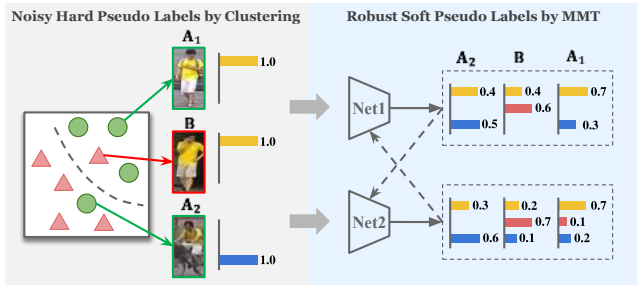 Noisy Hard Pseudo Labels by Clustering
A1
1.0
B
1.0
A2
1.0
Robust Soft Pseudo Labels by MMT
A2 B A1
Net1
0.4 0.4 0.7
0.6
0.5 0.3
Net2
0.3 0.2 0.7
0.7 0.1
0.6 0.1 0.2